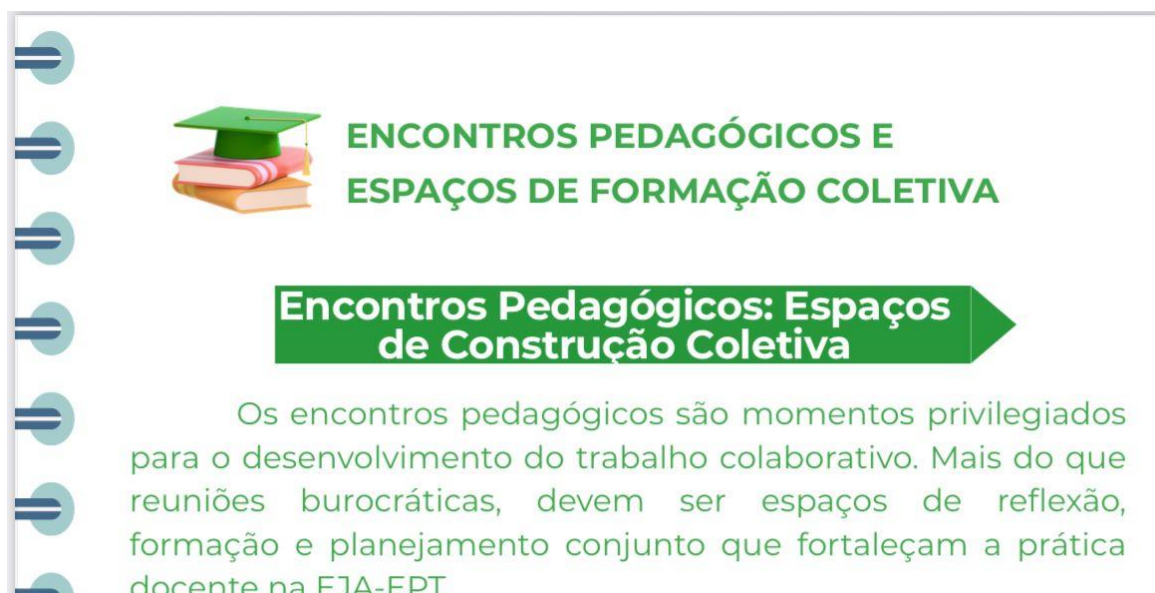 ENCONTROS PEDAGÓGICOS E
ESPAÇOS DE FORMAÇÃO COLETIVA
Encontros Pedagógicos: Espaços
de Construção Coletiva
Os encontros pedagógicos são momentos privilegiados
para o desenvolvimento do trabalho colaborativo. Mais do que
reuniões burocráticas, devem ser espaços de reflexão,
formação e planejamento conjunto que fortaleçam a prática
docente na EJA-EPT